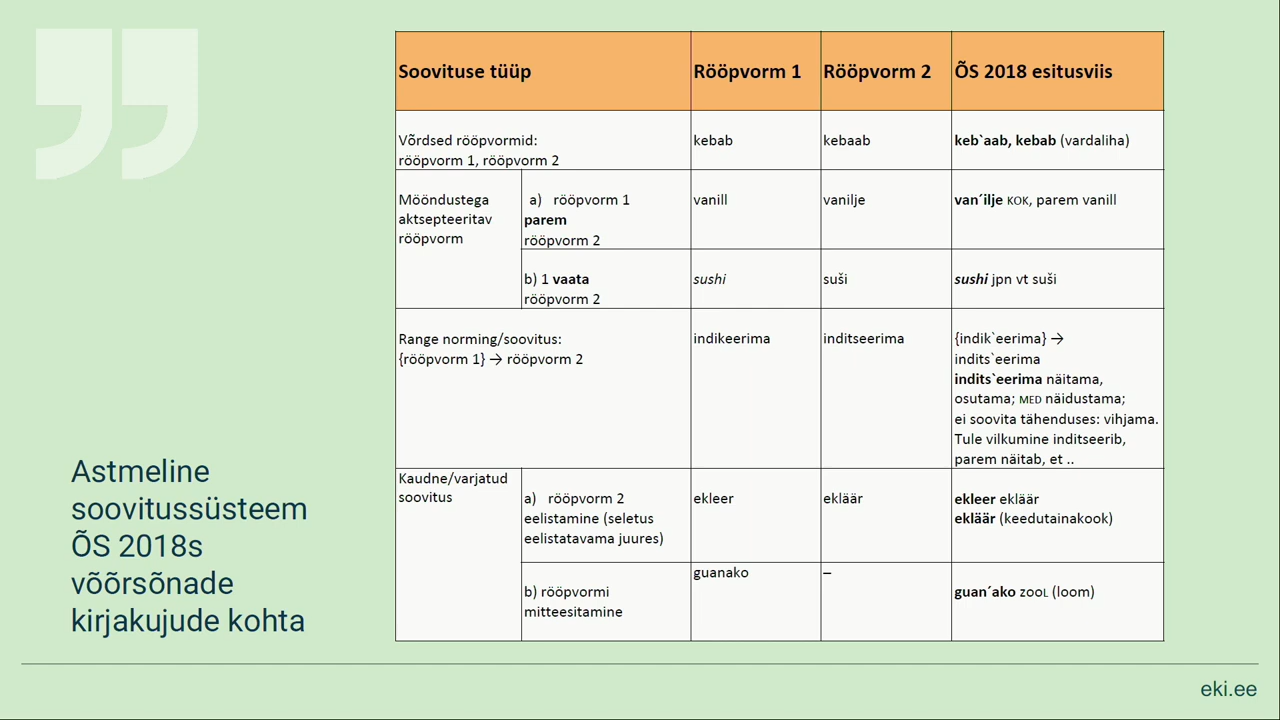 Soovituse tüüp
Rööpvorm 1
Rööpvorm 2
ÕS 2018 esitusviis
Võrdsed rööpvormid:
rööpvorm 1, rööpvorm 2
kebab
kebaab
keb`aab, kebab (vardaliha)
Mööndustega
aktsepteeritav
rööpvorm
a) rööpvorm 1
parem
rööpvorm 2
vanill
vanilje
van´ilje KOK, parem vanill
b) 1 vaata
rööpvorm 2
sushi
suši
sushi jpn vt suši
Range norming/soovitus:
{rööpvorm 1} → rööpvorm 2
indikeerima
inditseerima
{indik`eerima} →
indits`eerima
indits`eerima näitama,
osutama; MED näidustama;
ei soovita tähenduses: vihjama.
Tule vilkumine inditseerib,
parem näitab, et ..
Kaudne/varjatud
soovitus
a) rööpvorm 2
eelistamine (seletus
eelistatavama juures)
ekleer
ekläär
ekleer ekläär
ekläär (keedutainakook)
b) rööpvormi
mitteesitamine
guanako
–
guan´ako ZOOL (loom)
Astmeline
soovitussüsteem
ÕS 2018s
võõrsõnade
kirjakujude kohta
eki.ee